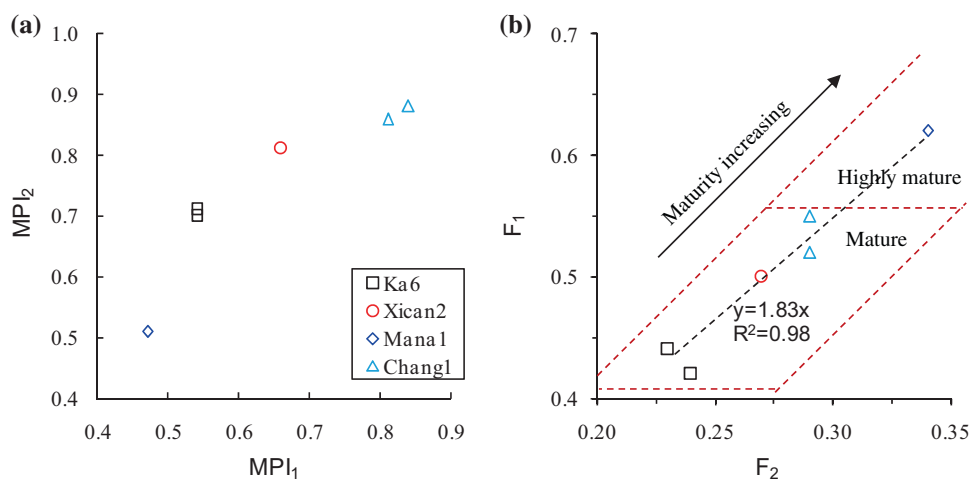 (a)
MPI2
1.0
0.9
0.8
0.7
0.6
0.5
0.4
0.4 0.5 0.6 0.7 0.8 0.9
MPI1
Ka6
Xican2
Mana1
Chang1
(b)
F1
0.7
0.6
0.5
0.4
0.20 0.25 0.30 0.35
F2
Maturity increasing
Highly mature
Mature
y=1.83x
R²=0.98